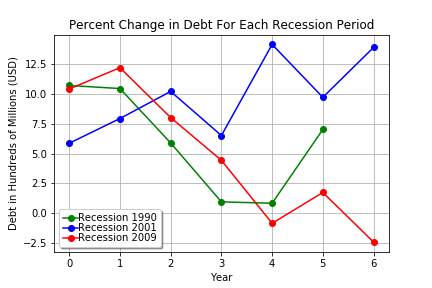 Percent Change in Debt For Each Recession Period
Debt in Hundreds of Millions (USD)
12.5
10.0
7.5
5.0
2.5
0.0
−2.5
Recession 1990
Recession 2001
Recession 2009
0 1 2 3 4 5 6
Year